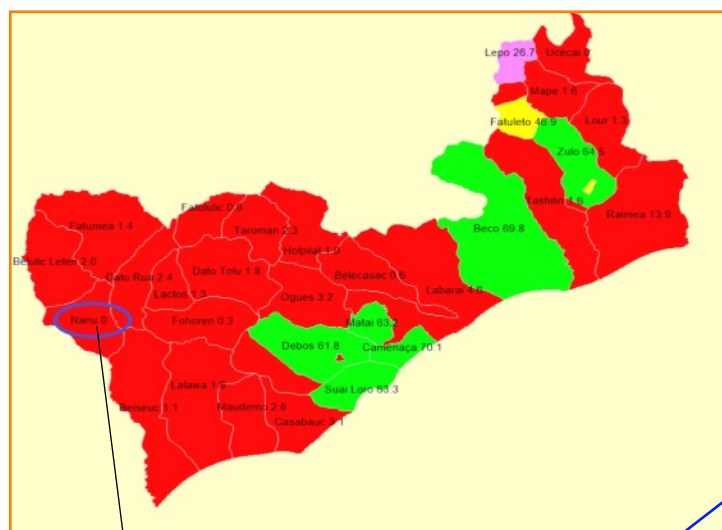 Lepo 26.7
Ucecai 0
Mape 1.6
Fatuleto 46.9
Lour 1.3
Zulo 64.5
Tashilin 1.6
Raimea 13.9
Beco 69.8
Fatululic 0.9
Fatumea 1.4
Taroman 2.3
Holpilat 1.0
Belulic Leten 2.0
Dato Rua 2.4
Dato Tolu 1.8
Belecasac 0.6
Lactos 1.3
Ogues 3.2
Labarai 4.6
Nanu 0
Fohoren 0.3
Matai 63.2
Debos 61.8
Camenaça 70.1
Lalawa 1.9
Suai Loro 63.3
Beiseuc 1.1
Maudemo 2.6
Casabauc 3.1